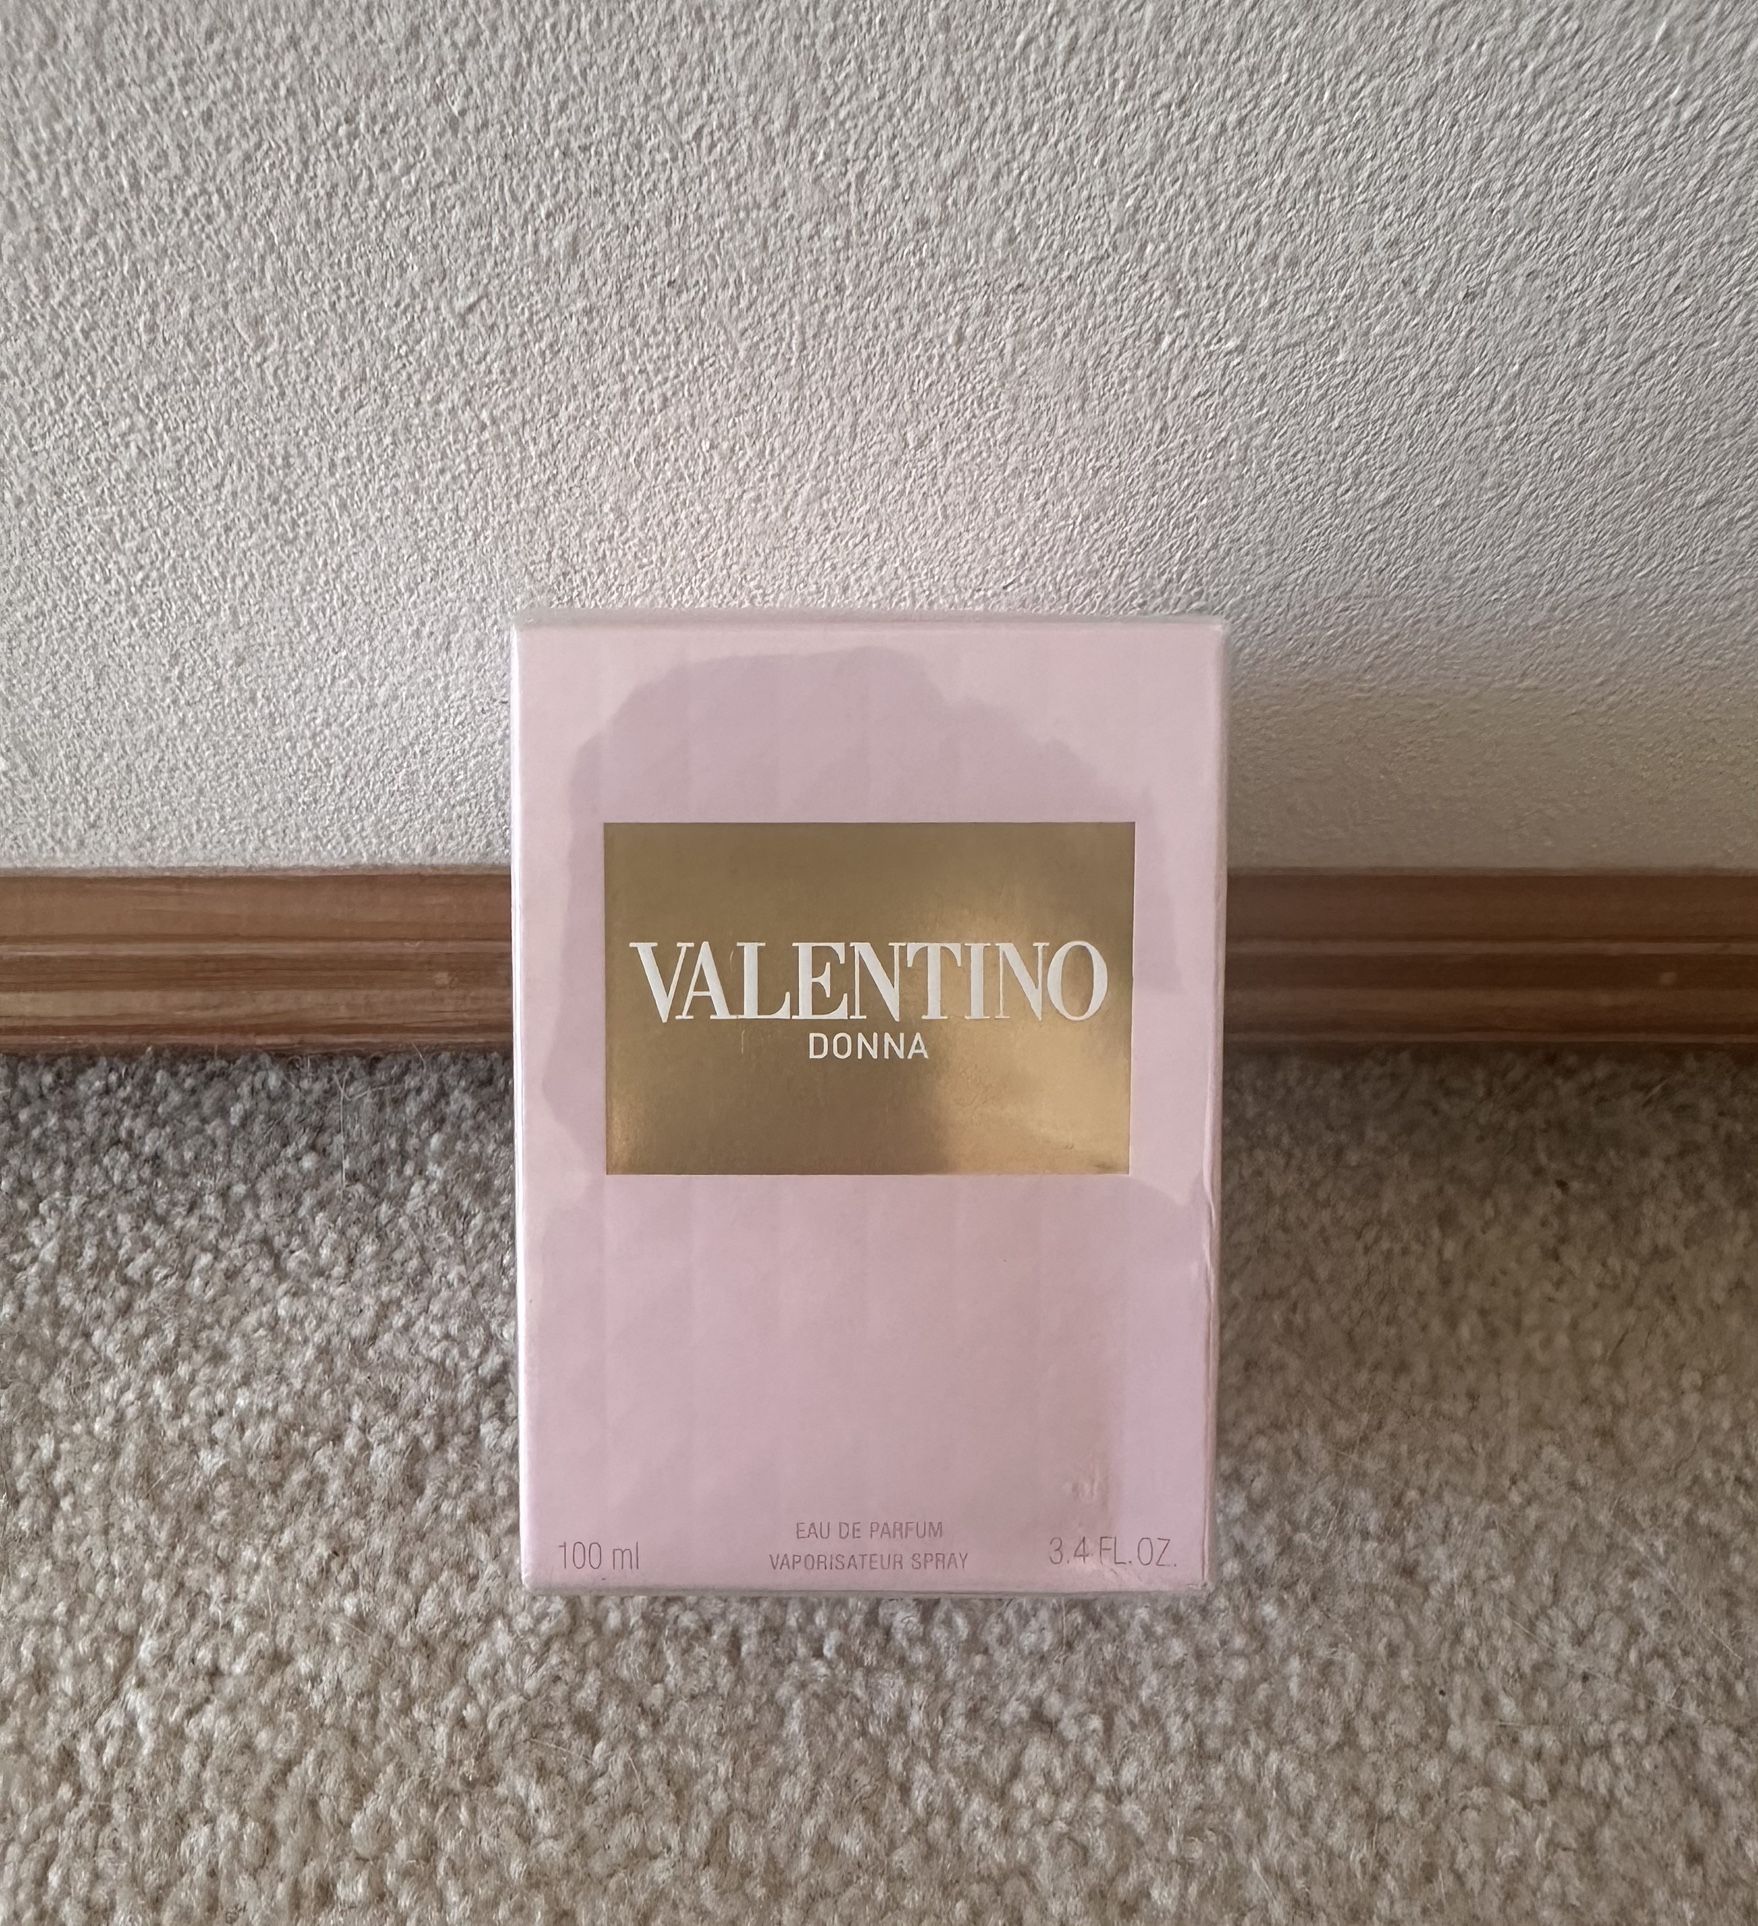 VALENTINO
DONNA
EAU DE PARFUM
100 ml VAPORISATEUR SPRAY 3.4 FL.OZ.